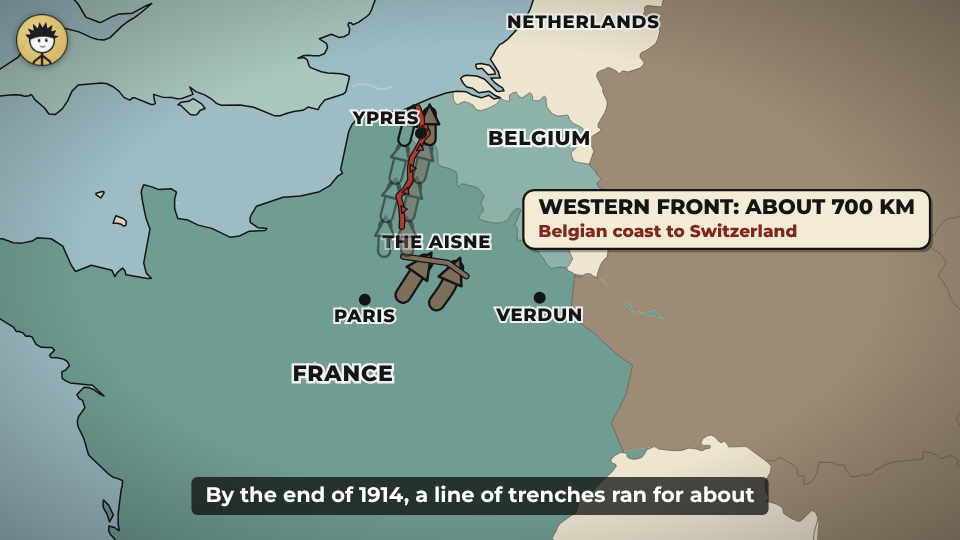 NETHERLANDS
YPRES
BELGIUM
WESTERN FRONT: ABOUT 700 KM
Belgian coast to Switzerland
THE AISNE
PARIS
VERDUN
FRANCE
By the end of 1914, a line of trenches ran for about